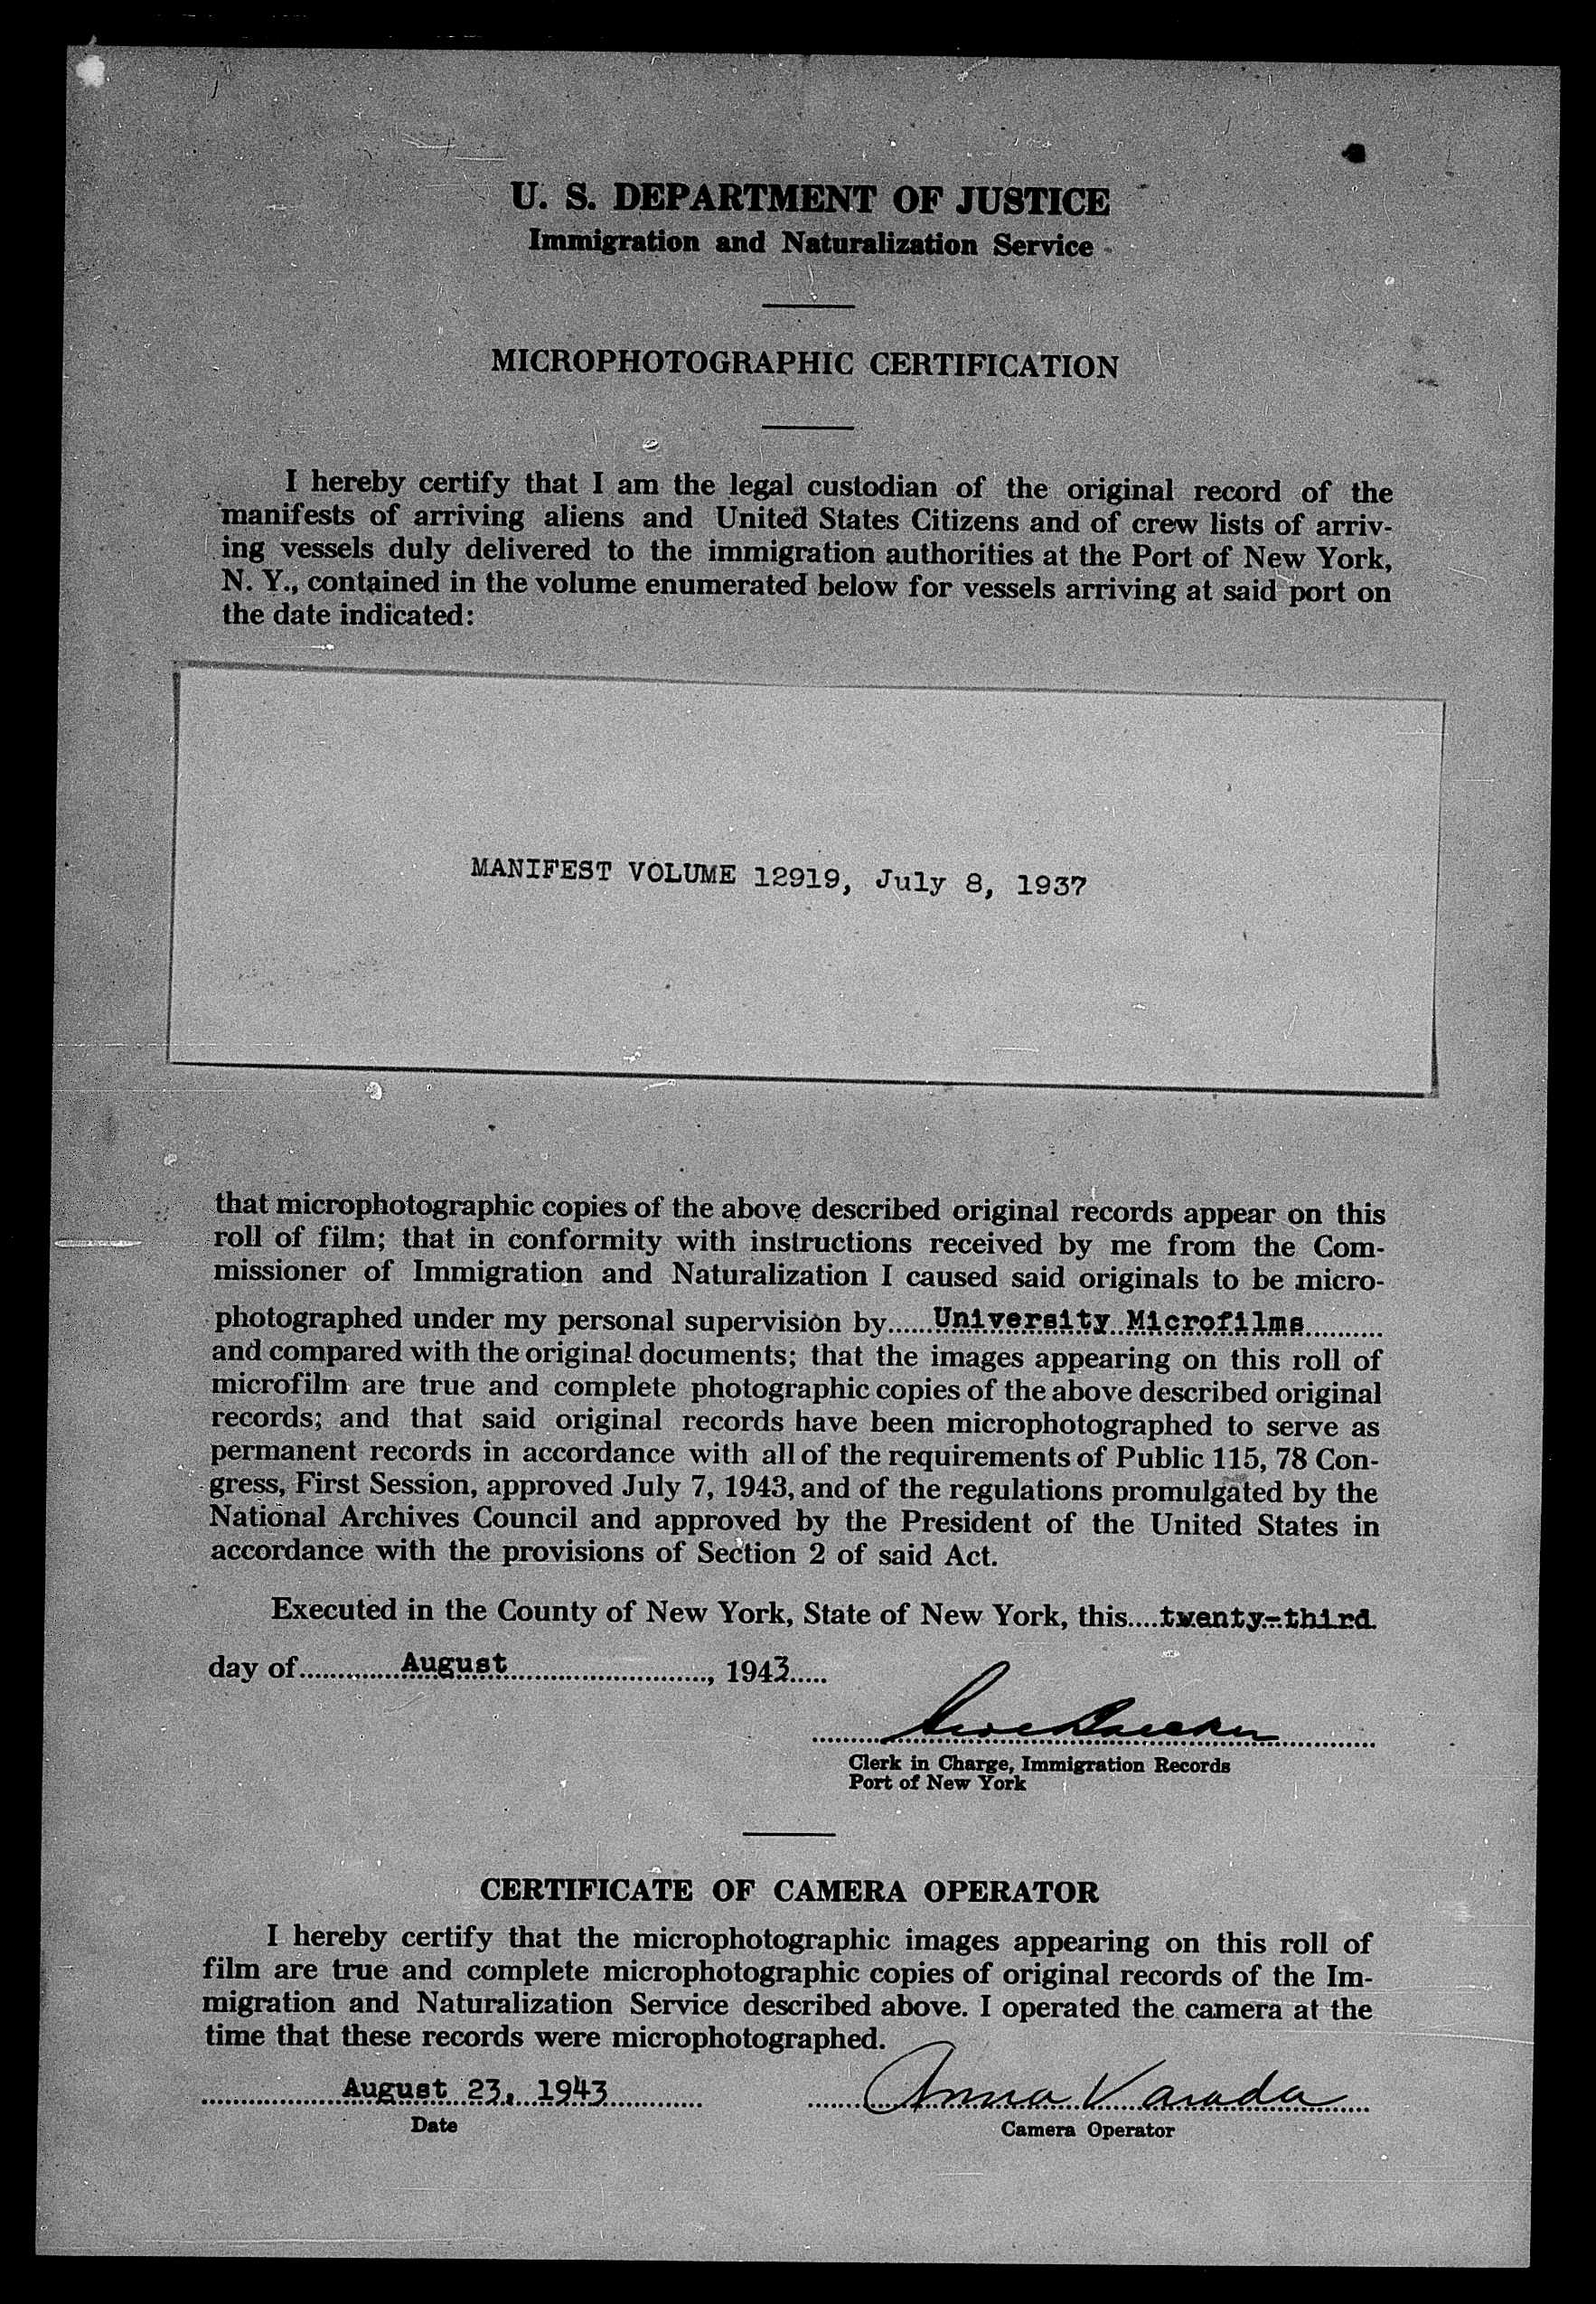 U. S. DEPARTMENT OF JUSTICE
Immigration and Naturalization Service
MICROPHOTOGRAPHIC CERTIFICATION
I hereby certify that I am the legal custodian of the original record of the
manifests of arriving aliens and United States Citizens and of crew lists of arriv-
ing vessels duly delivered to the immigration authorities at the Port of New York,
N. Y., contained in the volume enumerated below for vessels arriving at said port on
the date indicated:
MANIFEST VOLUME 12919, July 8, 1937
that microphotographic copies of the above described original records appear on this
roll of film; that in conformity with instructions received by me from the Com-
missioner of Immigration and Naturalization I caused said originals to be micro-
photographed under my personal supervision by......University Microfilms..........
and compared with the original documents; that the images appearing on this roll of
microfilm are true and complete photographic copies of the above described original
records; and that said original records have been microphotographed to serve as
permanent records in accordance with all of the requirements of Public 115, 78 Con-
gress, First Session, approved July 7, 1943, and of the regulations promulgated by the
National Archives Council and approved by the President of the United States in
accordance with the provisions of Section 2 of said Act.
Executed in the County of New York, State of New York, this....twenty-third
day of..............August............................, 1943.....
Clerk in Charge, Immigration Records
Port of New York
CERTIFICATE OF CAMERA OPERATOR
I hereby certify that the microphotographic images appearing on this roll of
film are true and complete microphotographic copies of original records of the Im-
migration and Naturalization Service described above. I operated the camera at the
time that these records were microphotographed.
August 23, 1943
Anna Varada
Date
Camera Operator